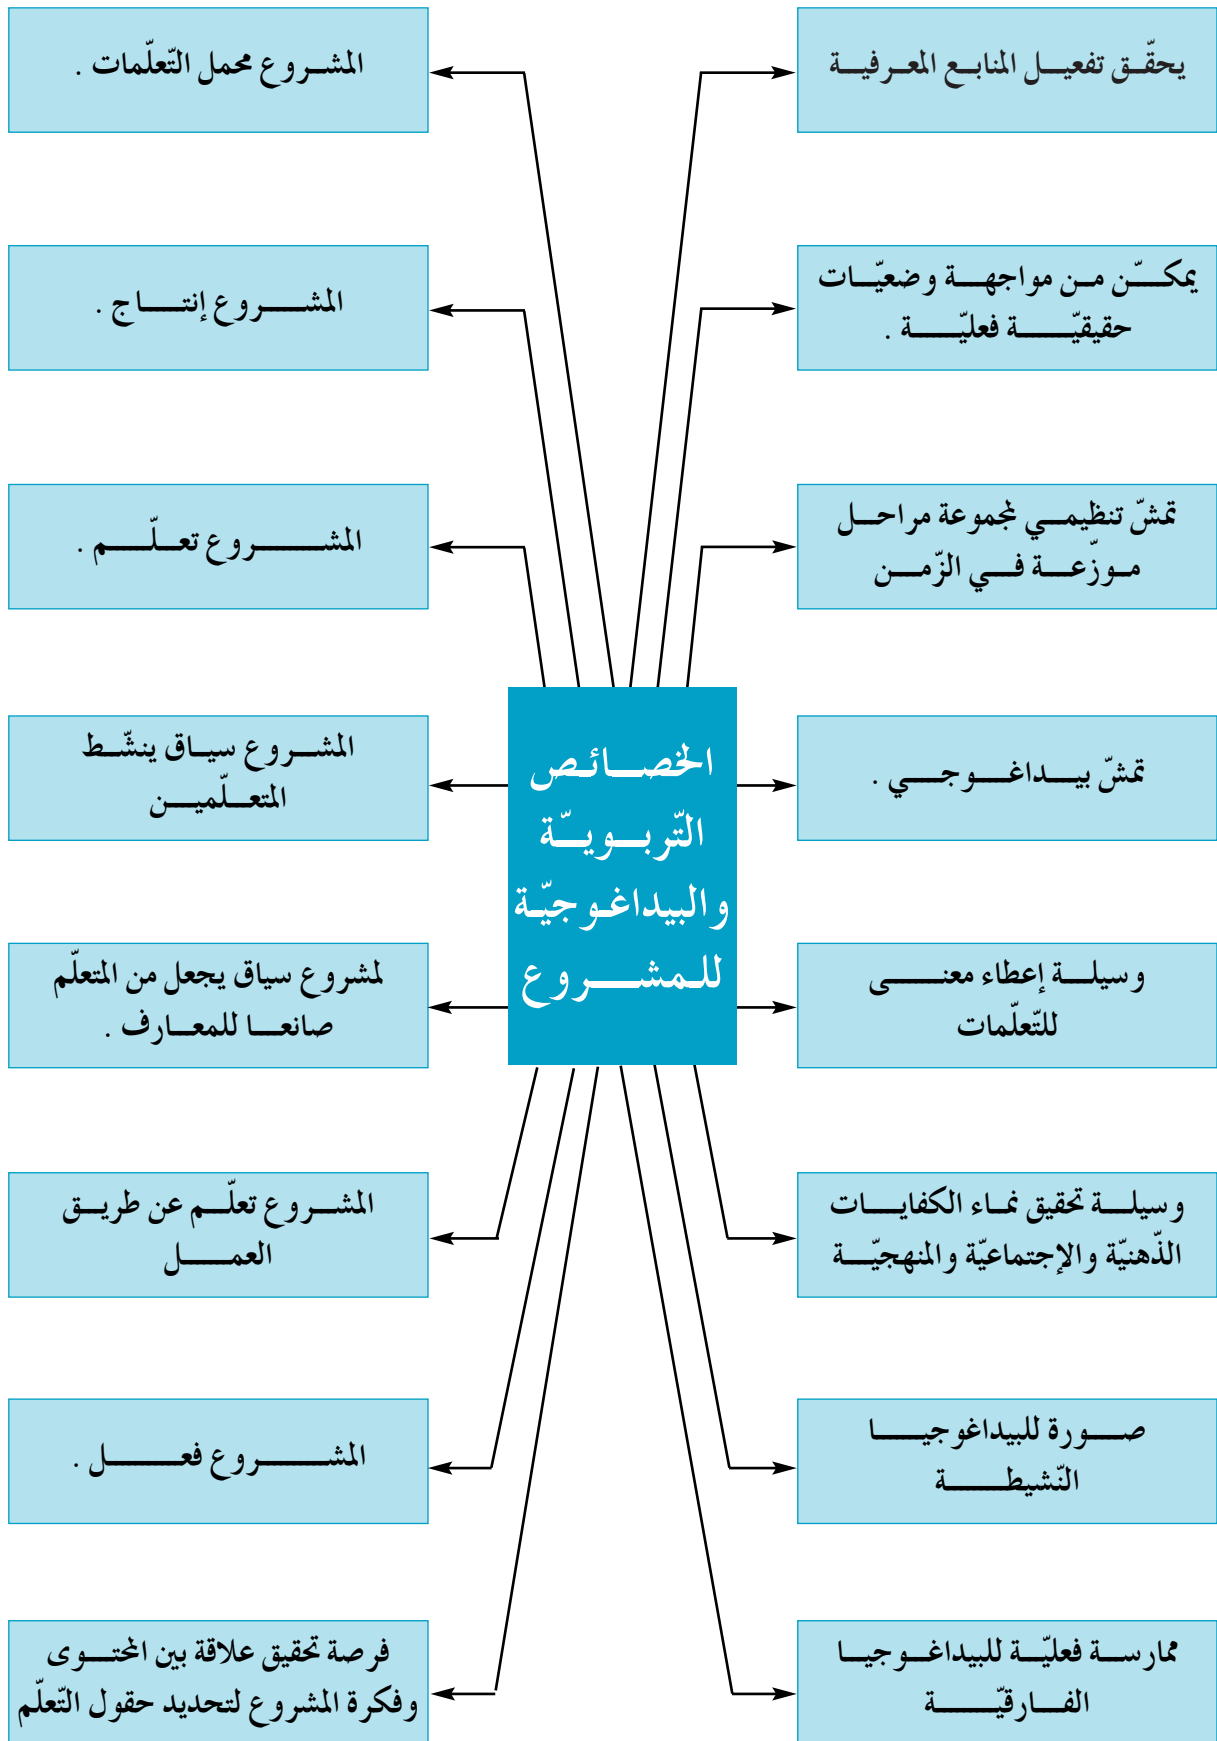 يحقّق تفعيل المنابع المعرفية
المشروع محمل التّعلّمات .
يمكّن من مواجهة وضعيّات
حقيقيّة فعليّة .
المشروع إنتاج .
تمشّ تنظيمي لمجموعة مراحل
موزّعة في الزّمن
المشروع تعلّم .
تمشّ بيداغوجي .
المشروع سياق ينشّط
المتعلّمين
الخصائص
التّربويّة
والبيداغوجيّة
للمشروع
وسيلة إعطاء معنى
للتّعلّمات
لمشروع سياق يجعل من المتعلّم
صانعا للمعارف .
وسيلة تحقيق نماء الكفايات
الذّهنيّة والإجتماعيّة والمنهجيّة
المشروع تعلّم عن طريق
العمل
صورة للبيداغوجيا
النّشيطة
المشروع فعل .
ممارسة فعليّة للبيداغوجيا
الفارقيّة
فرصة تحقيق علاقة بين المحتوى
وفكرة المشروع لتحديد حقول التّعلّم